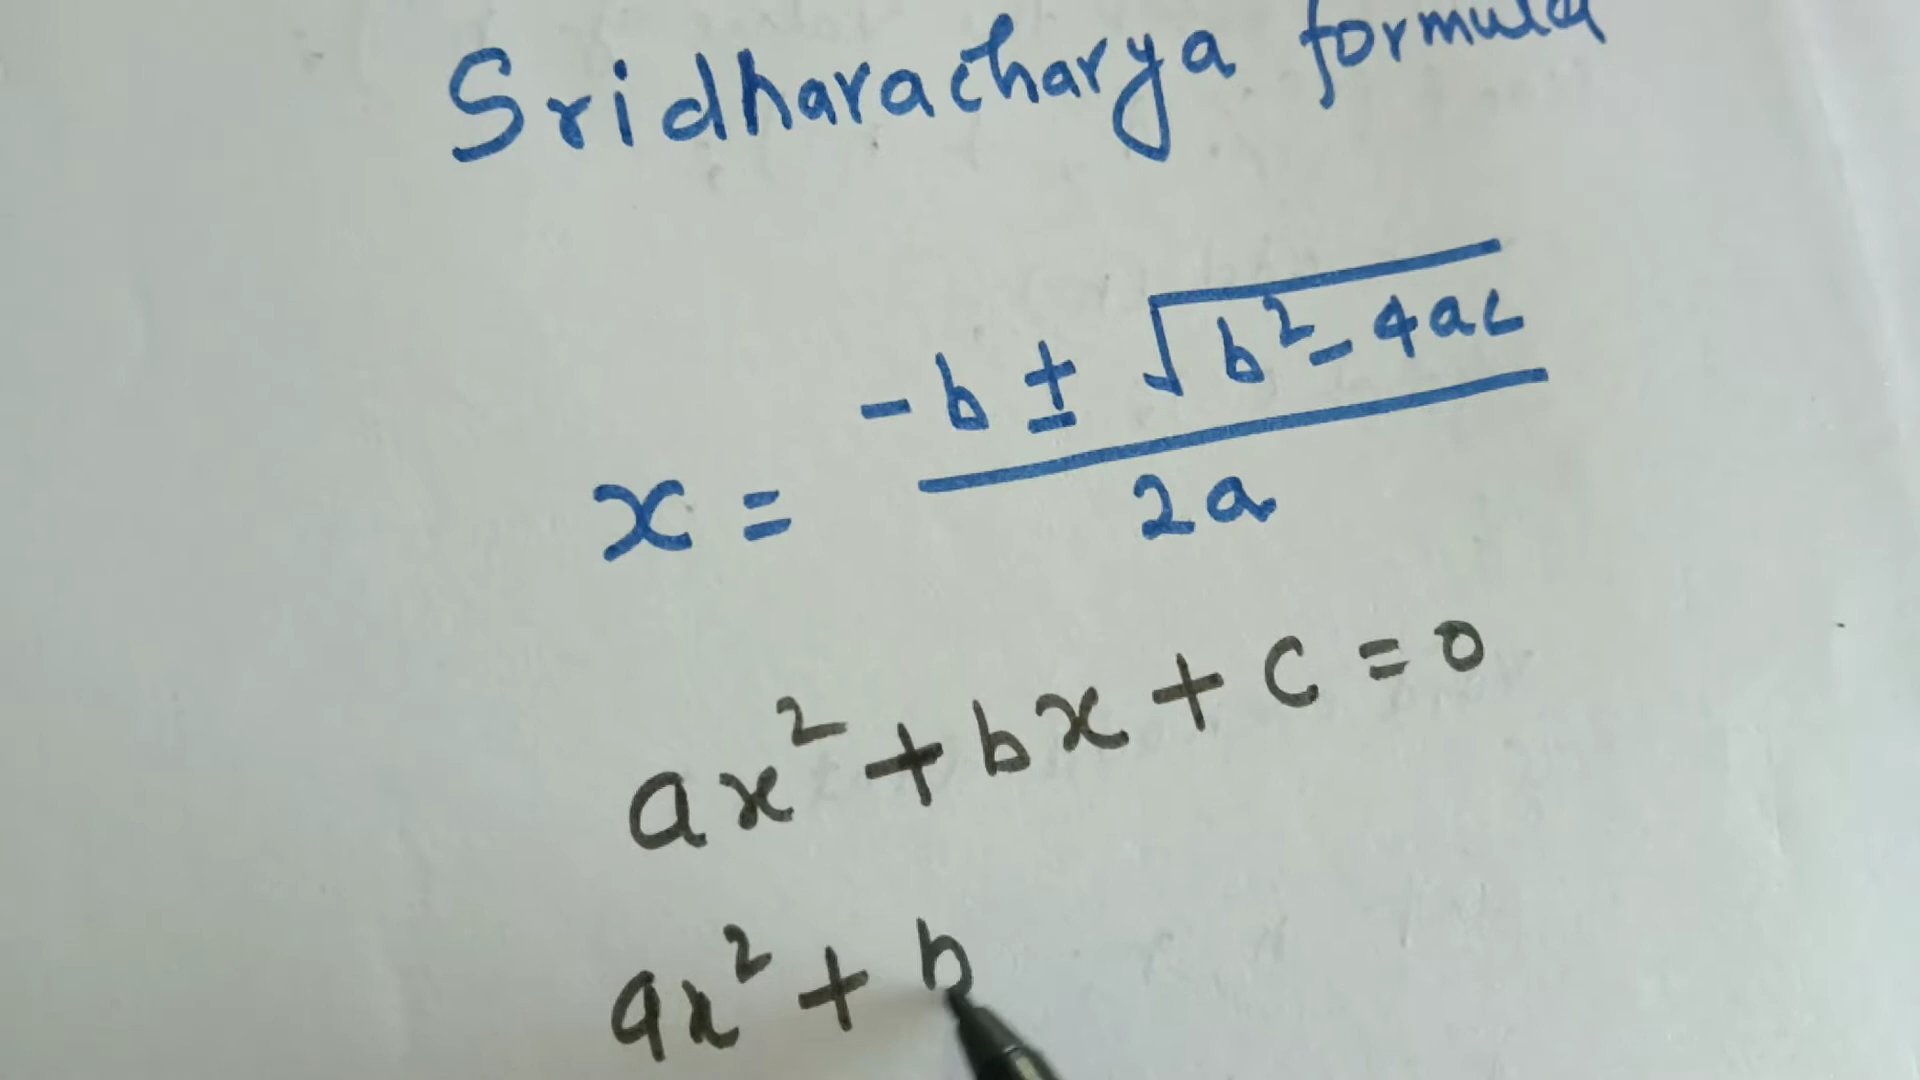 Sridharacharya formula
x = -b ± √b² - 4ac / 2a
ax² + bx + c = 0
ax² + b